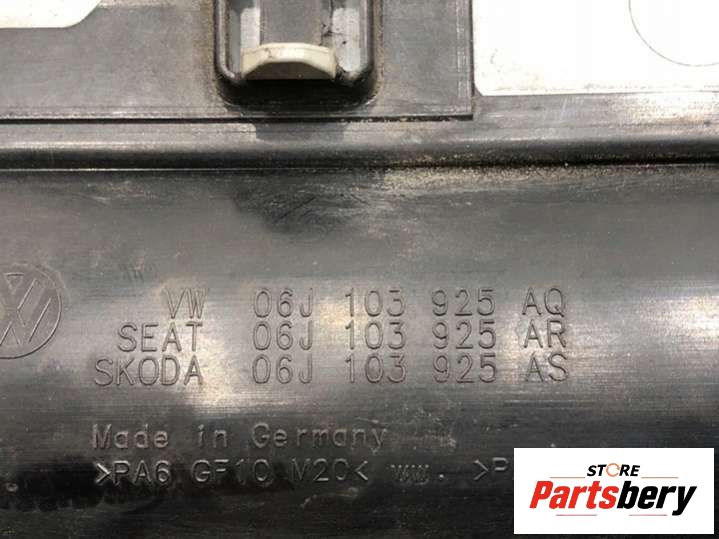 VW 06J 103 925 AQ
SEAT 06J 103 925 AR
SKODA 06J 103 925 AS
Made in Germany
>PA6 GF10 M20< ww. >P
STORE
Partsbery